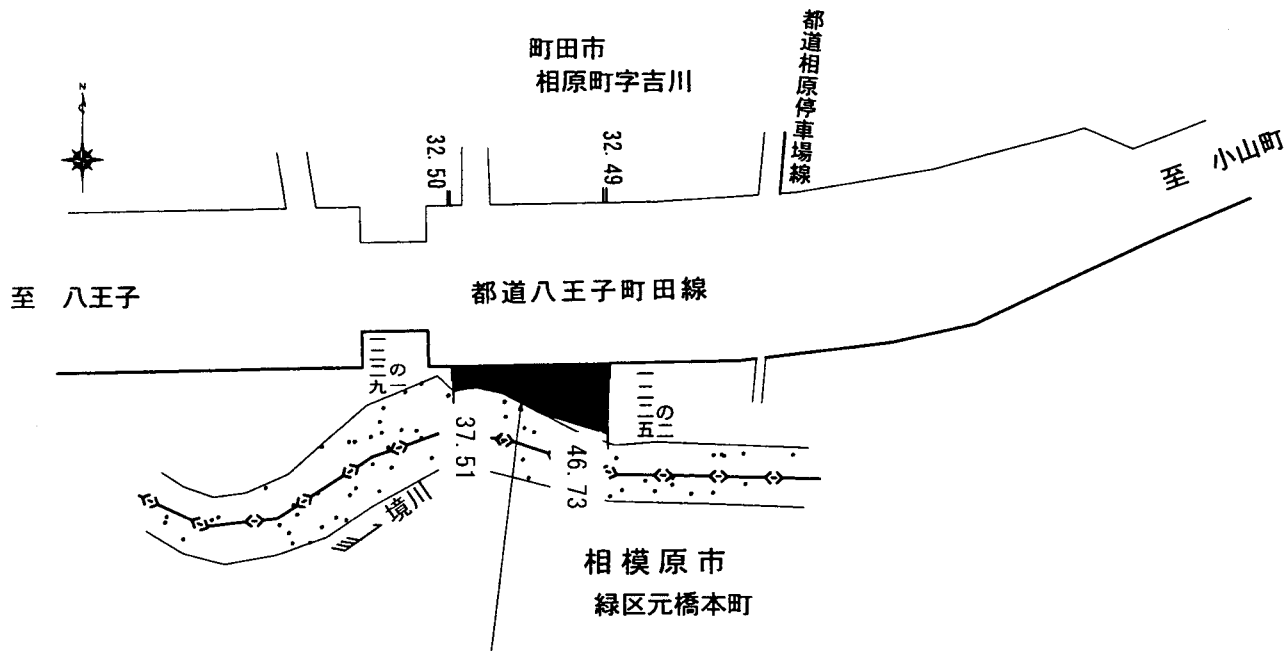 町田市
相原町字吉川
都道相原停車場線
N
32.50
32.49
至 小山町
至 八王子
都道八王子町田線
一二二九の一
一二二五の二
37.51
46.73
境川
相模原市
緑区元橋本町